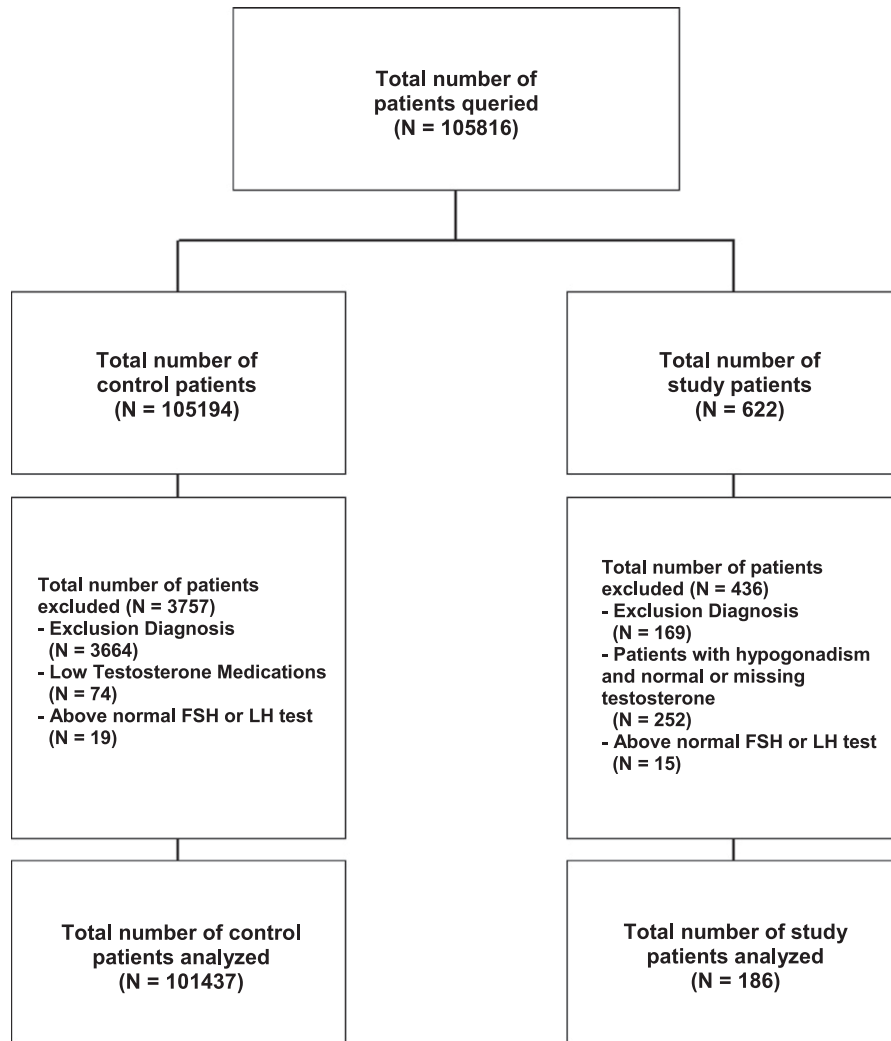 Total number of
patients queried
(N = 105816)
Total number of
control patients
(N = 105194)
Total number of
study patients
(N = 622)
Total number of patients
excluded (N = 3757)
- Exclusion Diagnosis
(N = 3664)
- Low Testosterone Medications
(N = 74)
- Above normal FSH or LH test
(N = 19)
Total number of patients
excluded (N = 436)
- Exclusion Diagnosis
(N = 169)
- Patients with hypogonadism
and normal or missing
testosterone
(N = 252)
- Above normal FSH or LH test
(N = 15)
Total number of control
patients analyzed
(N = 101437)
Total number of study
patients analyzed
(N = 186)